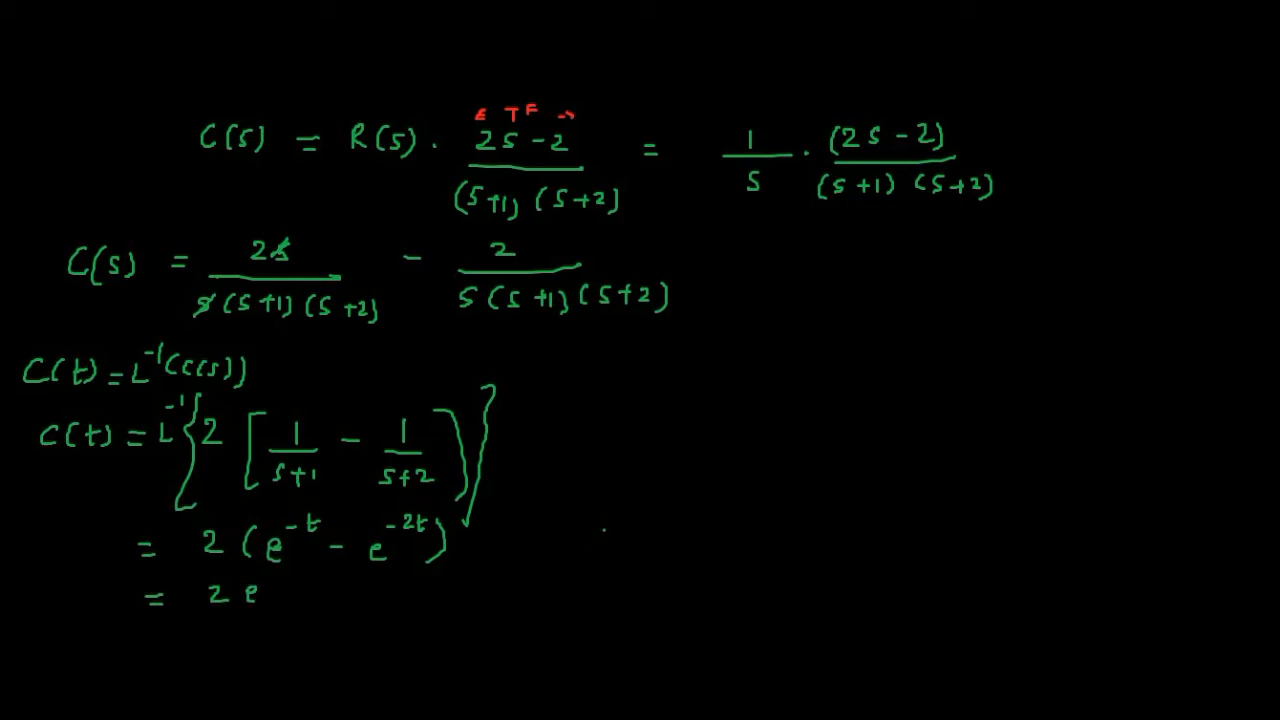 E TF ->
C(s) = R(s) . 2s-2 / (s+1) (s+2) = 1/s . (2s-2) / (s+1) (s+2)
C(s) = 2s / s(s+1)(s+2) - 2 / s(s+1)(s+2)
C(t) = L^-1(C(s))
C(t) = L^-1{2 [1/s+1 - 1/s+2)}
= 2 (e^-t - e^-2t)
= 2 e